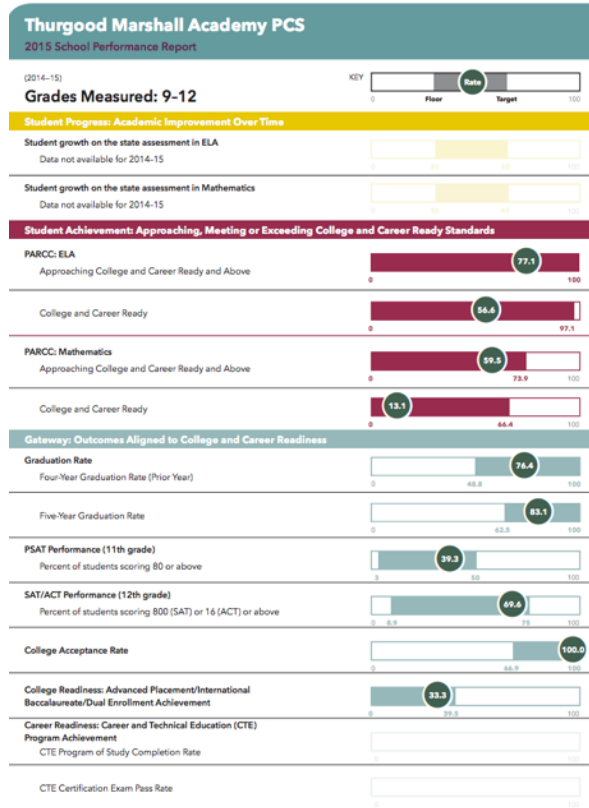 Thurgood Marshall Academy PCS
2015 School Performance Report
(2014–15)
Grades Measured: 9–12
KEY
Rate
0 Floor Target 100
Student Progress: Academic Improvement Over Time
Student growth on the state assessment in ELA
Data not available for 2014-15
0 100
Student growth on the state assessment in Mathematics
Data not available for 2014-15
0 100
Student Achievement: Approaching, Meeting or Exceeding College and Career Ready Standards
PARCC: ELA
Approaching College and Career Ready and Above
77.1
0 100
College and Career Ready
56.6
0 97.1
PARCC: Mathematics
Approaching College and Career Ready and Above
59.5
0 73.9 100
College and Career Ready
13.1
0 66.4 100
Gateway: Outcomes Aligned to College and Career Readiness
Graduation Rate
Four-Year Graduation Rate (Prior Year)
76.4
0 48.8 100
Five-Year Graduation Rate
83.1
0 62.5 100
PSAT Performance (11th grade)
Percent of students scoring 80 or above
39.3
3 50 100
SAT/ACT Performance (12th grade)
Percent of students scoring 800 (SAT) or 16 (ACT) or above
69.6
0 8.9 75 100
College Acceptance Rate
100.0
0 66.9 100
College Readiness: Advanced Placement/International
Baccalaureate/Dual Enrollment Achievement
33.3
0 39.5 100
Career Readiness: Career and Technical Education (CTE)
Program Achievement
CTE Program of Study Completion Rate
0 100
CTE Certification Exam Pass Rate
0 100